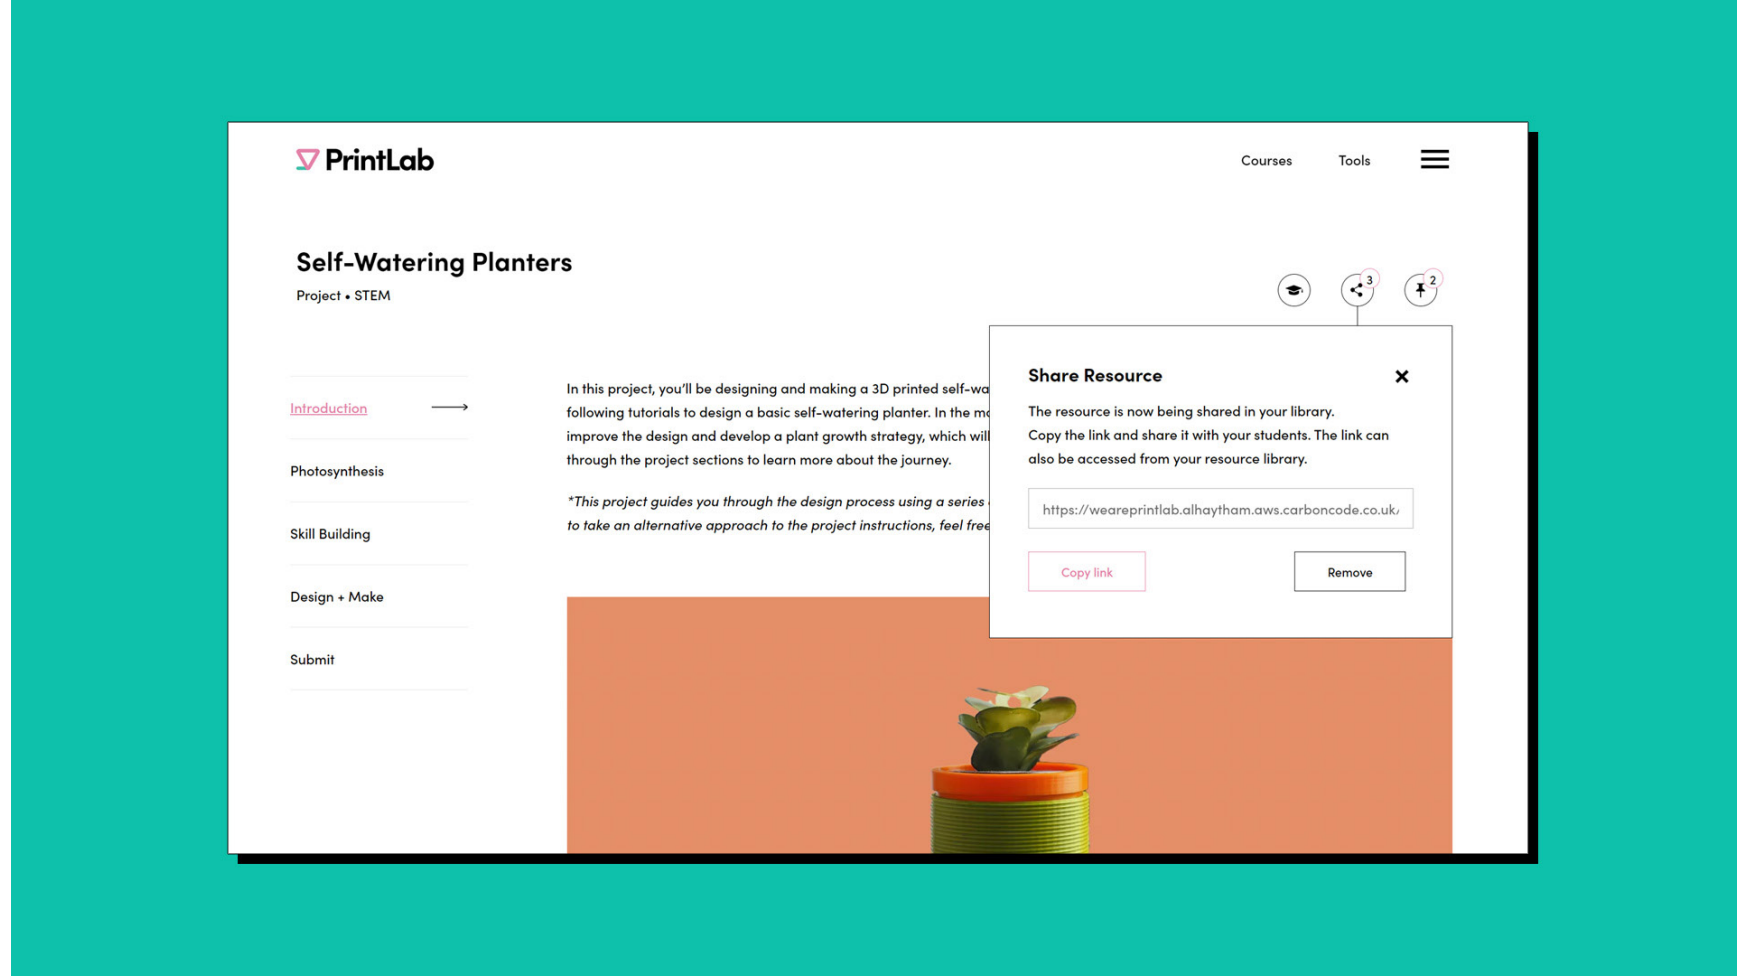 PrintLab
Courses
Tools
Self-Watering Planters
Project • STEM
3
2
Introduction
Photosynthesis
Skill Building
Design + Make
Submit
In this project, you'll be designing and making a 3D printed
following tutorials to design a basic self-watering planter. In the
improve the design and develop a plant growth strategy, which
through the project sections to learn more about the journey.
*This project guides you through the design process using a series
to take an alternative approach to the project instructions, feel
Share Resource
The resource is now being shared in your library.
Copy the link and share it with your students. The link can
also be accessed from your resource library.
https://weareprintlab.alhaytham.aws.carboncode.co.uk/
Copy link
Remove